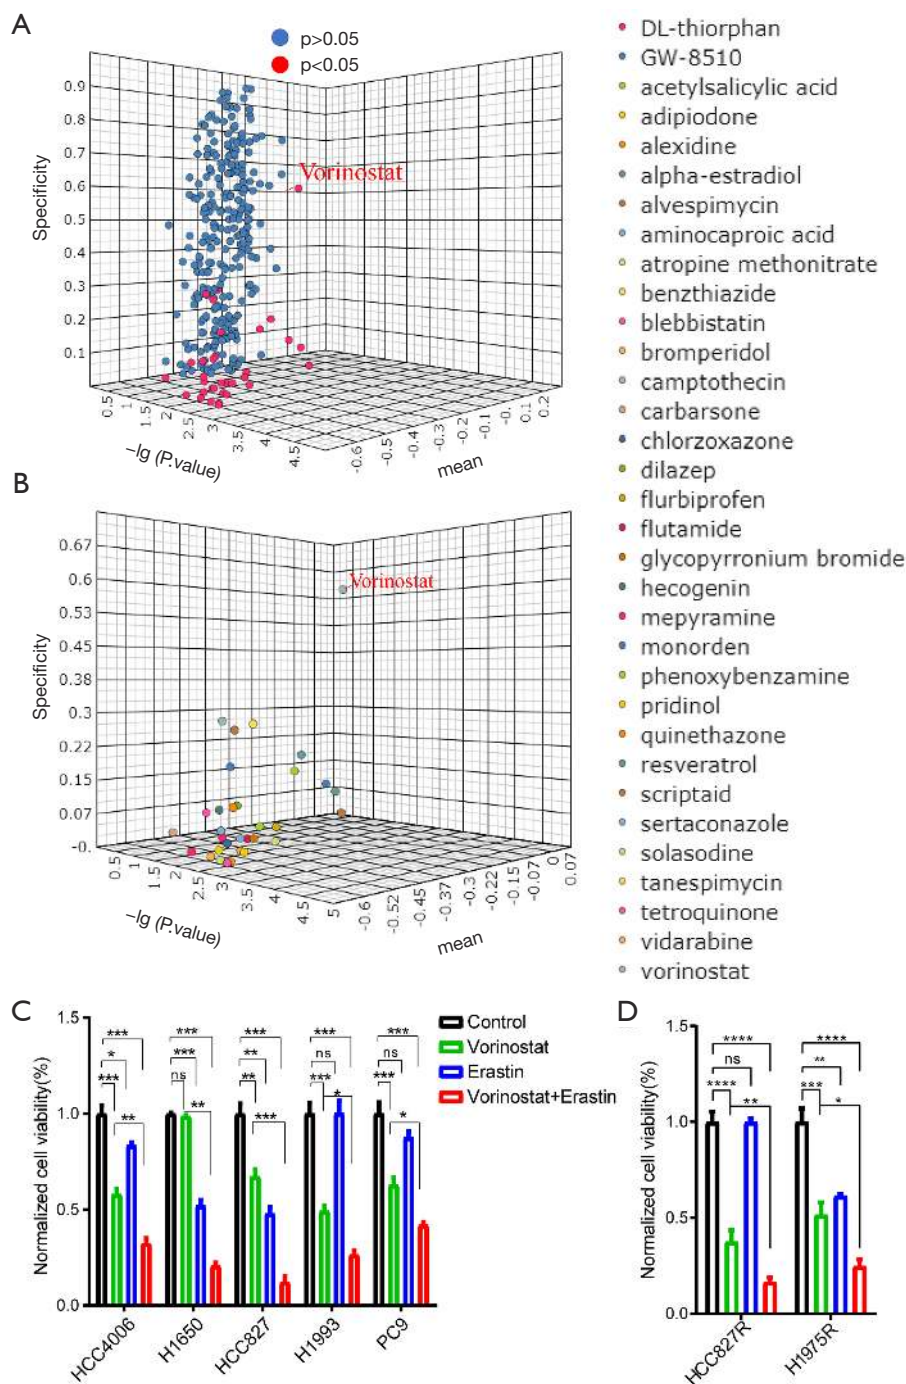 A
p>0.05
p<0.05
Vorinostat
Specificity
0.9
0.8
0.7
0.6
0.5
0.4
0.3
0.2
0.1
0.5
1
1.5
2
2.5
3
3.5
4.5
–lg (P.value)
-0.6
-0.5
-0.4
-0.3
-0.2
-0.1
-0.1
-0.
0.1
0.2
mean
DL-thiorphan
GW-8510
acetylsalicylic acid
adipiodone
alexidine
alpha-estradiol
alvespimycin
aminocaproic acid
atropine methonitrate
benzthiazide
blebbistatin
bromperidol
camptothecin
carbarsone
chlorzoxazone
dilazep
flurbiprofen
flutamide
glycopyrronium bromide
hecogenin
mepyramine
monorden
phenoxybenzamine
pridinol
quinethazone
resveratrol
scriptaid
sertaconazole
solasodine
tanespimycin
tetroquinone
vidarabine
vorinostat
B
Vorinostat
Specificity
0.67
0.6
0.53
0.45
0.38
0.3
0.22
0.15
0.07
-0.
0.5
1
1.5
2
2.5
3
3.5
4.5
5
–lg (P.value)
-0.6
-0.52
-0.45
-0.37
-0.3
-0.22
-0.15
-0.07
0
0.07
mean
C
Control
Vorinostat
Erastin
Vorinostat+Erastin
Normalized cell viability(%)
1.5
1.0
0.5
0.0
*** *** *** *** ***
* *** ** ns ns
*** ns ** *** * ***
** ** *** *
HCC4006
H1650
HCC827
H1993
PC9
D
Normalized cell viability(%)
1.5
1.0
0.5
0.0
**** ****
ns **
**** ***
** *
HCC827R
H1975R